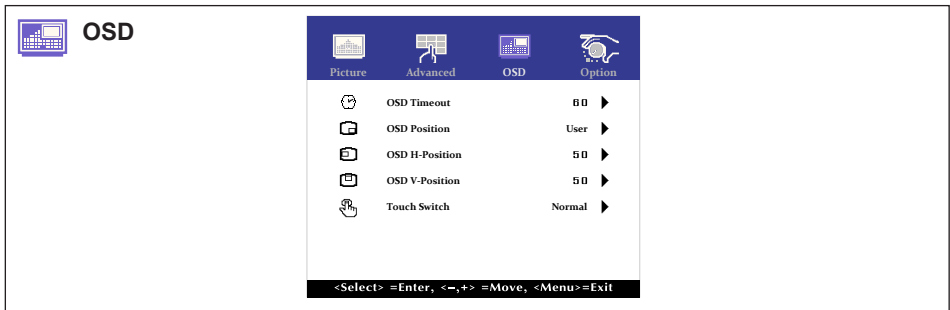 OSD
Picture Advanced OSD Option
OSD Timeout 60
OSD Position User
OSD H-Position 50
OSD V-Position 50
Touch Switch Normal
<Select> =Enter, <–,+> =Move, <Menu>=Exit